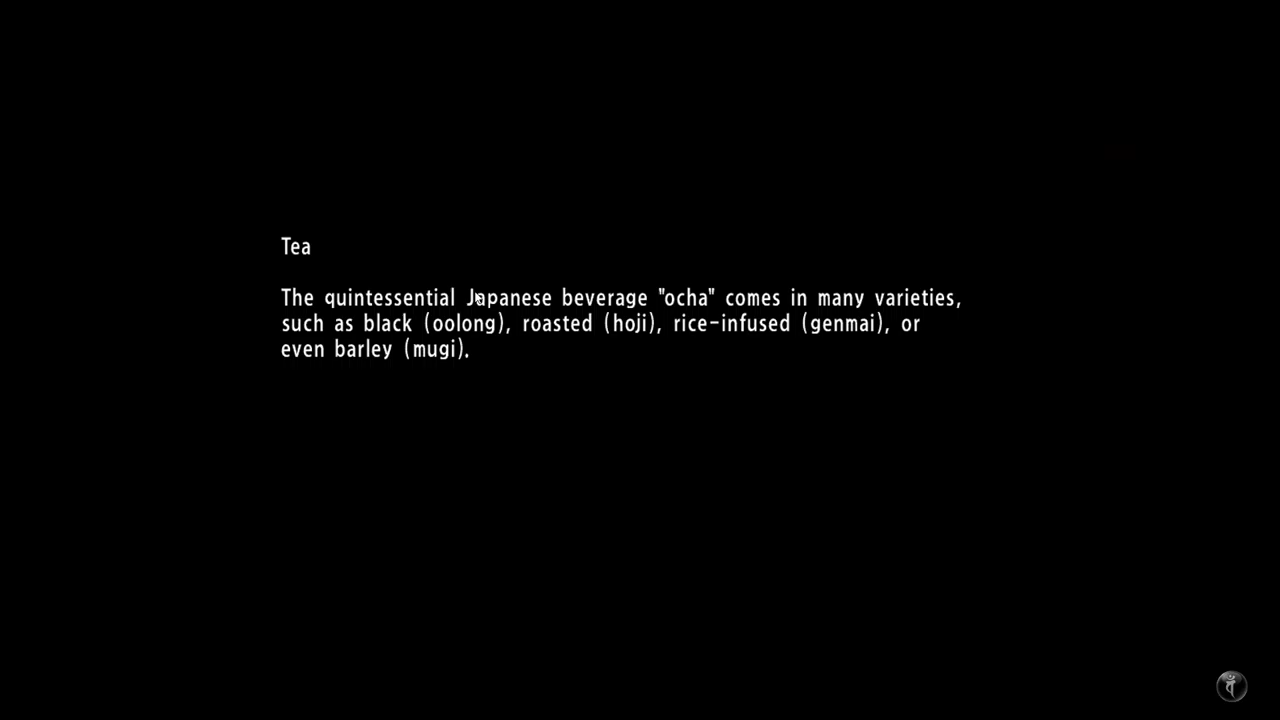 Tea
The quintessential Japanese beverage "ocha" comes in many varieties,
such as black (oolong), roasted (hoji), rice-infused (genmai), or
even barley (mugi).